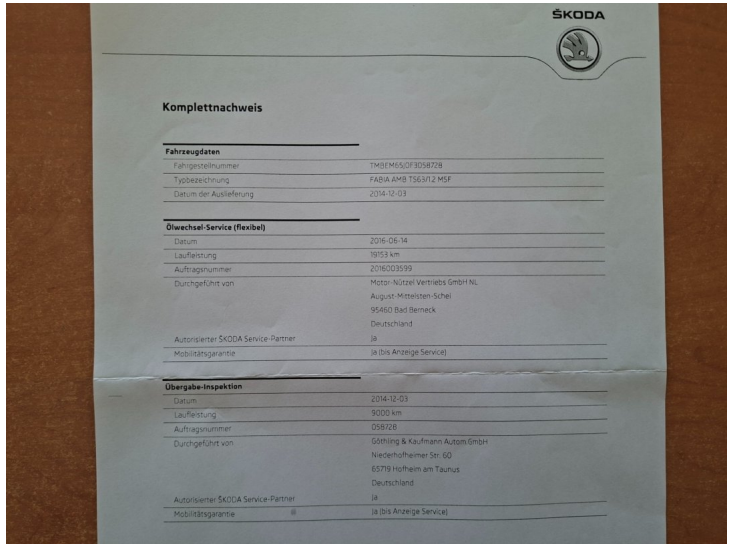 ŠKODA
Komplettnachweis
Fahrzeugdaten
Fahrgestellnummer TMBEM65J0F3058728
Typbezeichnung FABIA AMB TS63/1.2 M5F
Datum der Auslieferung 2014-12-03
Ölwechsel-Service (flexibel)
Datum 2016-06-14
Laufleistung 19153 km
Auftragsnummer 2016003599
Durchgeführt von Motor-Nützel Vertriebs GmbH NL
August-Mittelsten-Schei
95460 Bad Berneck
Deutschland
Autorisierter ŠKODA Service-Partner Ja
Mobilitätsgarantie Ja (bis Anzeige Service)
Übergabe-Inspektion
Datum 2014-12-03
Laufleistung 9000 km
Auftragsnummer 058728
Durchgeführt von Göthling & Kaufmann Autom.GmbH
Niederhofheimer Str. 60
65719 Hofheim am Taunus
Deutschland
Autorisierter ŠKODA Service-Partner Ja
Mobilitätsgarantie Ja (bis Anzeige Service)